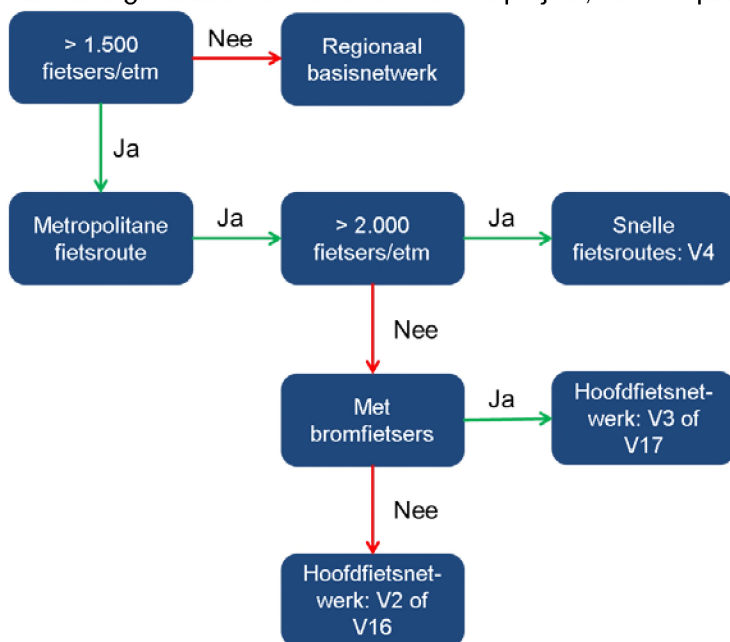 > 1.500
fietsers/etm
Nee
Regionaal
basisnetwerk
Ja
Metropolitane
fietsroute
Ja
> 2.000
fietsers/etm
Ja
Snelle
fietsroutes: V4
Nee
Met
bromfietsers
Ja
Hoofdfietsnet-
werk: V3 of
V17
Nee
Hoofdfietsnet-
werk: V2 of
V16